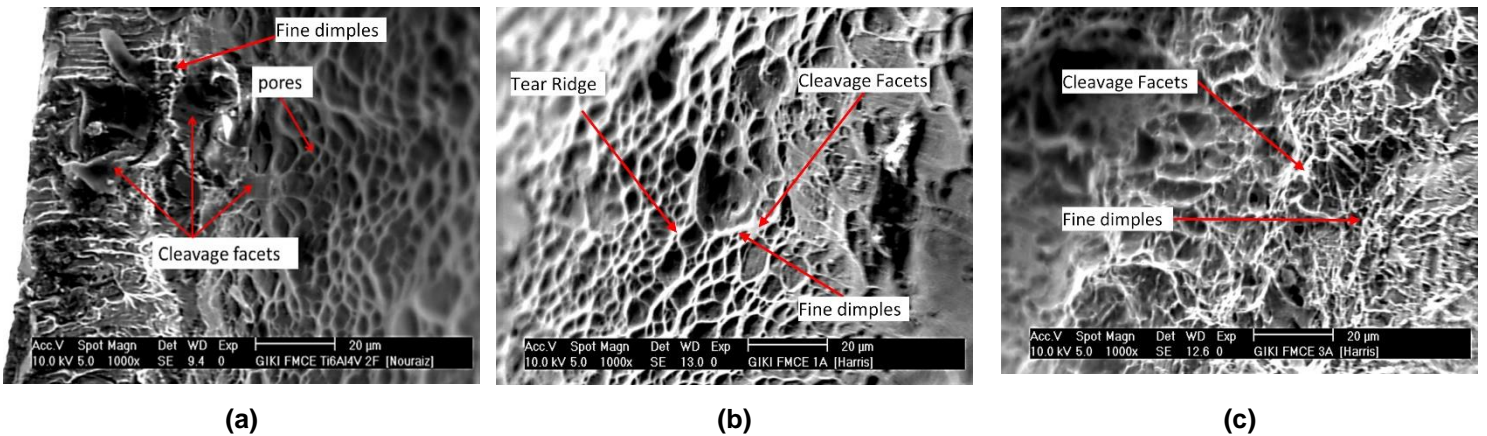 Fine dimples
pores
Cleavage facets
Acc.V Spot Magn Det WD Exp 20 µm
10.0 kV 5.0 1000x SE 9.4 0 GIKI FMCE Ti6Al4V 2F [Nouraiz]
(a)
Tear Ridge
Cleavage Facets
Fine dimples
Acc.V Spot Magn Det WD Exp 20 µm
10.0 kV 5.0 1000x SE 13.0 0 GIKI FMCE 1A [Harris]
(b)
Cleavage Facets
Fine dimples
Acc.V Spot Magn Det WD Exp 20 µm
10.0 kV 5.0 1000x SE 12.6 0 GIKI FMCE 3A [Harris]
(c)